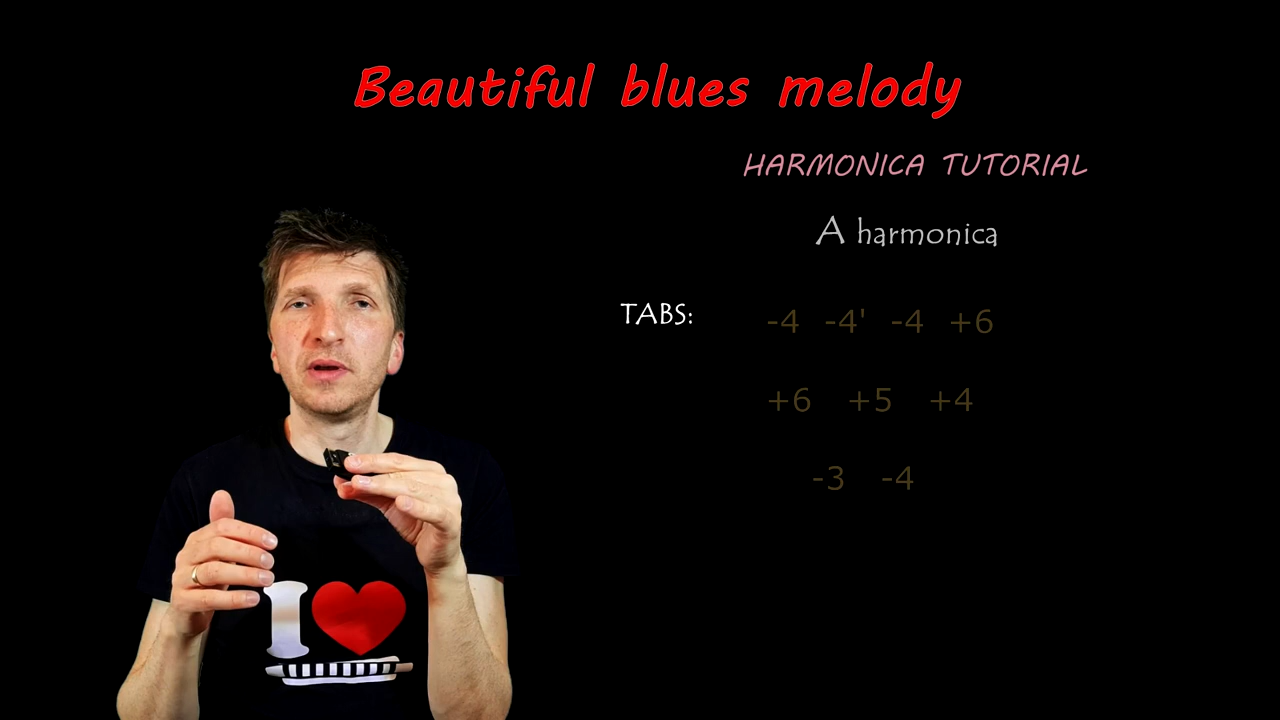 Beautiful blues melody
HARMONICA TUTORIAL
A harmonica
TABS: -4 -4' -4 +6
+6 +5 +4
-3 -4
I